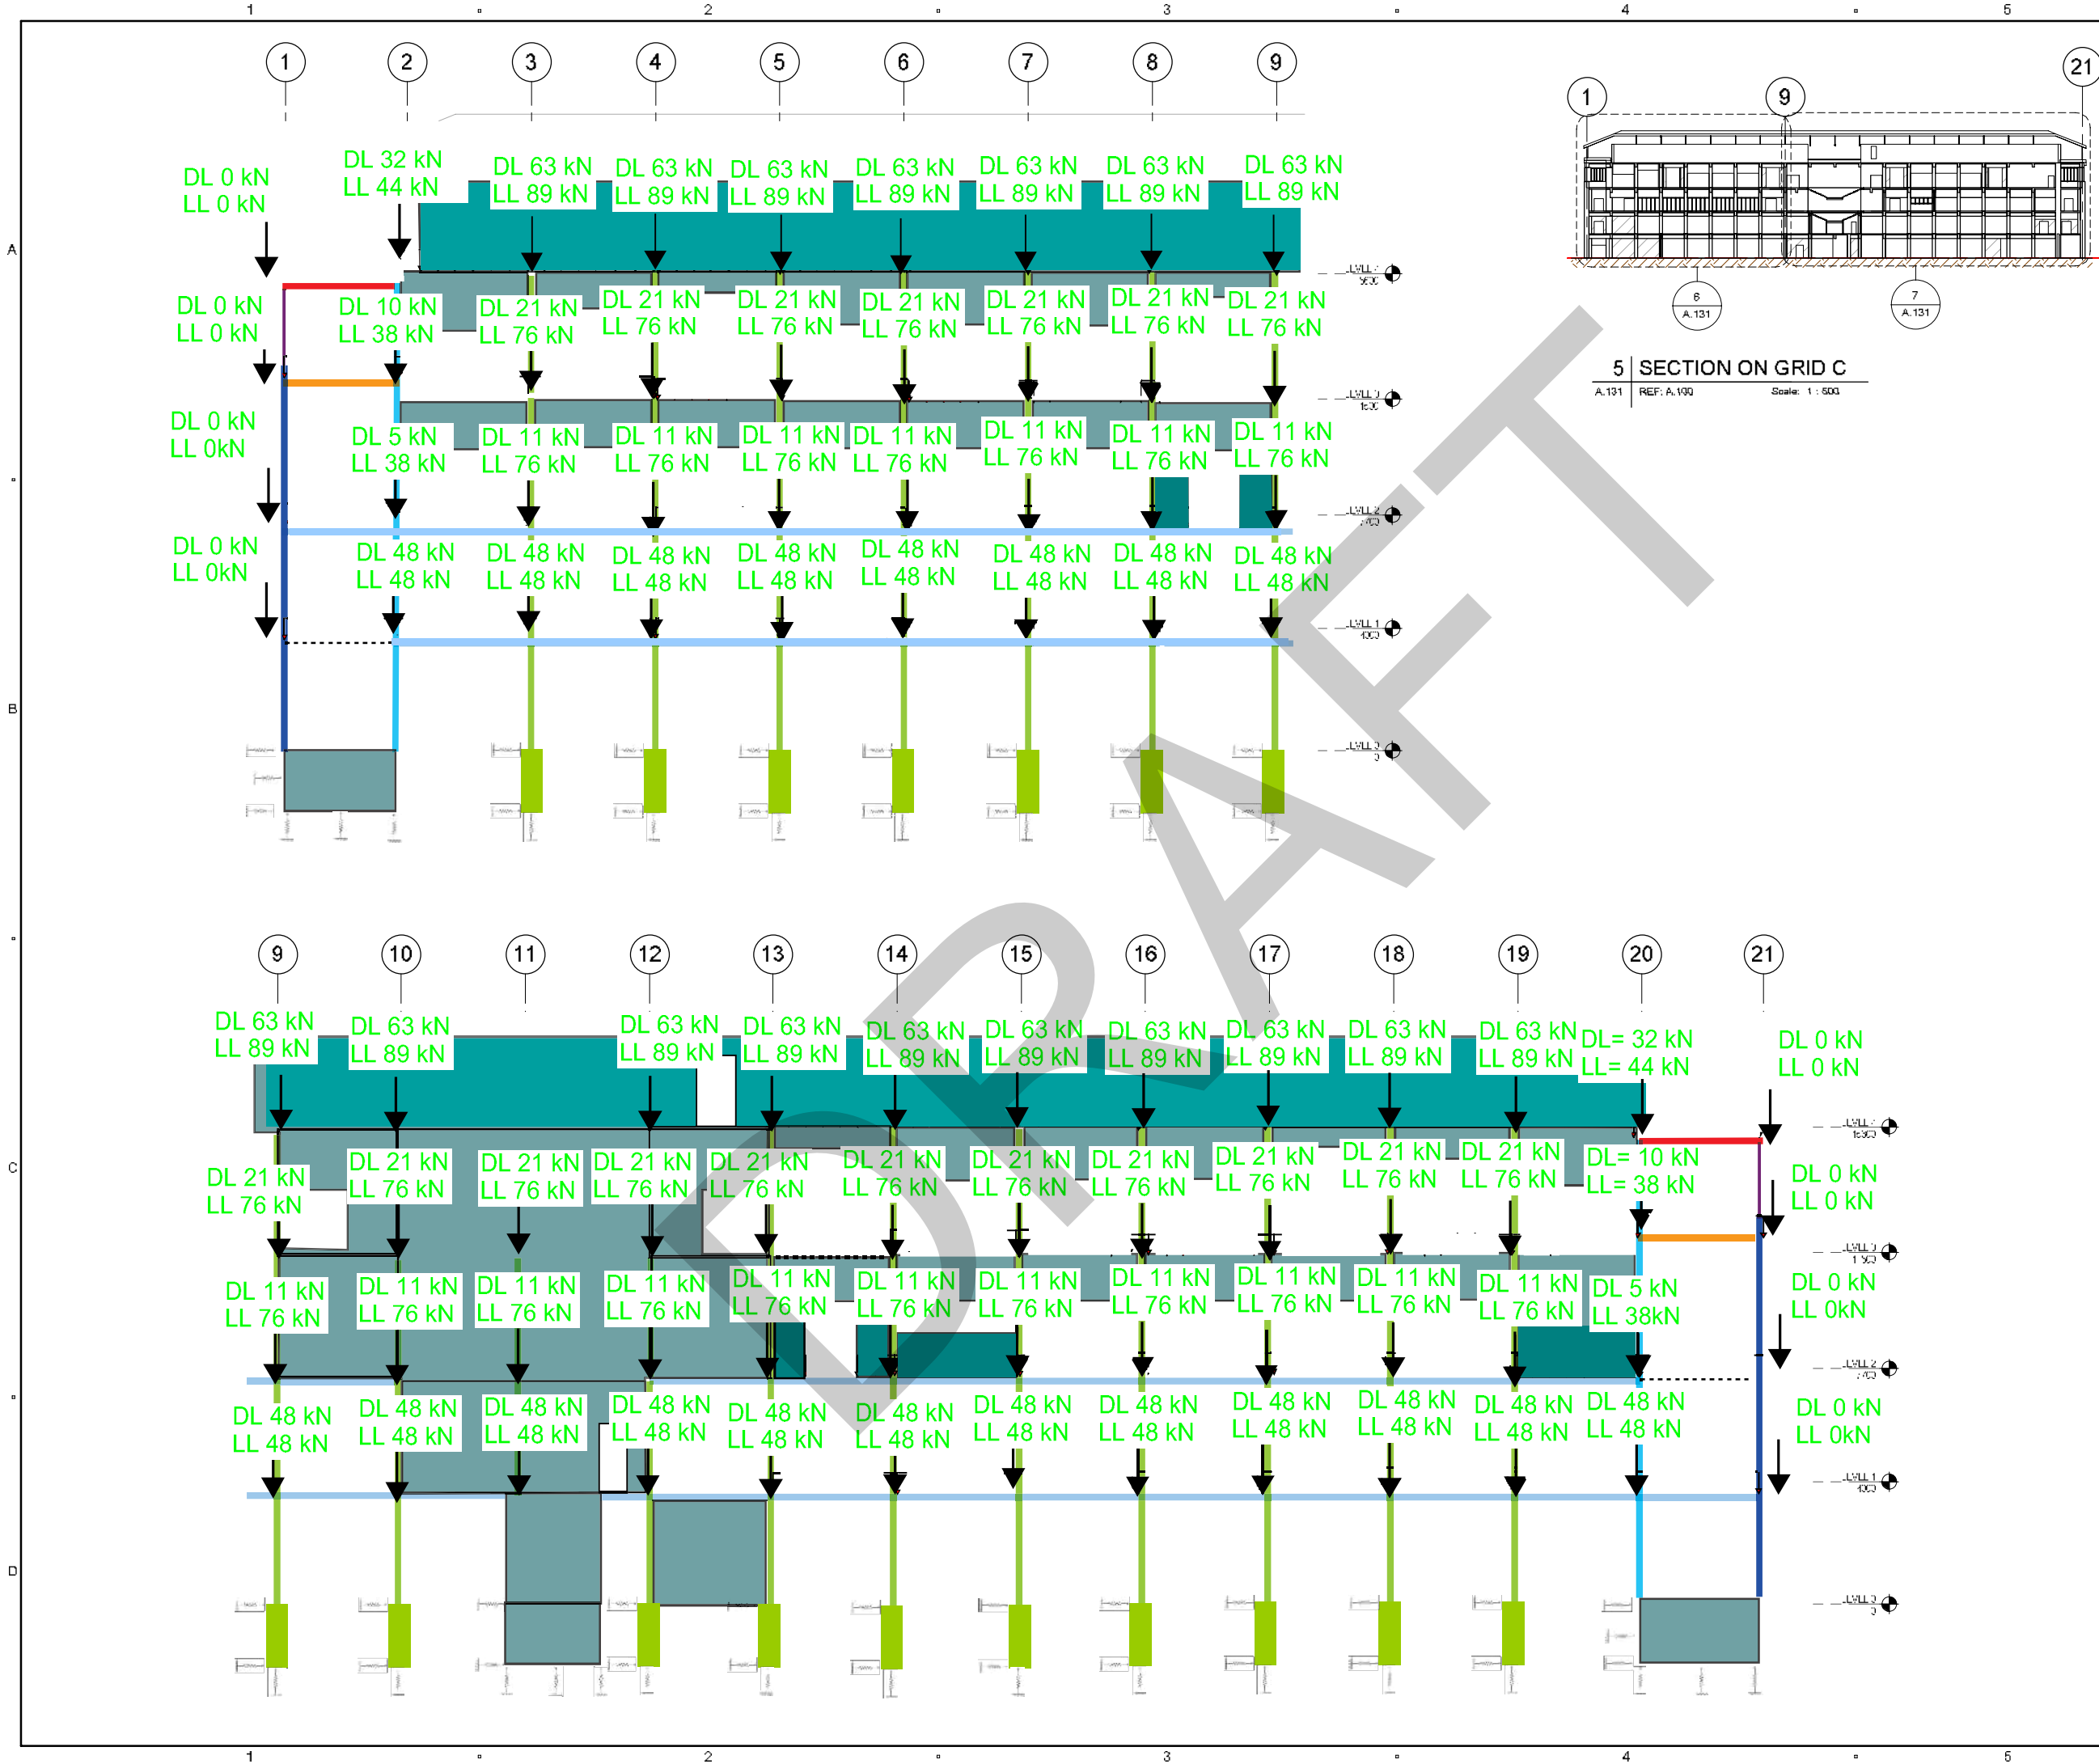 1 2 3 4 5
1 2 3 4 5 6 7 8 9
1 9 21
DL 0 kN
LL 0 kN
DL 32 kN
LL 44 kN
DL 63 kN
LL 89 kN
DL 63 kN
LL 89 kN
DL 63 kN
LL 89 kN
DL 63 kN
LL 89 kN
DL 63 kN
LL 89 kN
DL 63 kN
LL 89 kN
DL 63 kN
LL 89 kN
A
DL 0 kN
LL 0 kN
DL 10 kN
LL 38 kN
DL 21 kN
LL 76 kN
DL 21 kN
LL 76 kN
DL 21 kN
LL 76 kN
DL 21 kN
LL 76 kN
DL 21 kN
LL 76 kN
DL 21 kN
LL 76 kN
DL 21 kN
LL 76 kN
6
A.131
7
A.131
5 SECTION ON GRID C
A.131 REF: A.100 Scale: 1 : 500
DL 0 kN
LL 0kN
DL 5 kN
LL 38 kN
DL 11 kN
LL 76 kN
DL 11 kN
LL 76 kN
DL 11 kN
LL 76 kN
DL 11 kN
LL 76 kN
DL 11 kN
LL 76 kN
DL 11 kN
LL 76 kN
DL 11 kN
LL 76 kN
DL 0 kN
LL 0kN
DL 48 kN
LL 48 kN
DL 48 kN
LL 48 kN
DL 48 kN
LL 48 kN
DL 48 kN
LL 48 kN
DL 48 kN
LL 48 kN
DL 48 kN
LL 48 kN
DL 48 kN
LL 48 kN
DL 48 kN
LL 48 kN
B
DRAFT
9 10 11 12 13 14 15 16 17 18 19 20 21
DL 63 kN
LL 89 kN
DL 63 kN
LL 89 kN
DL 63 kN
LL 89 kN
DL 63 kN
LL 89 kN
DL 63 kN
LL 89 kN
DL 63 kN
LL 89 kN
DL 63 kN
LL 89 kN
DL 63 kN
LL 89 kN
DL 63 kN
LL 89 kN
DL 63 kN
LL 89 kN
DL= 32 kN
LL= 44 kN
DL 0 kN
LL 0 kN
C
DL 21 kN
LL 76 kN
DL 21 kN
LL 76 kN
DL 21 kN
LL 76 kN
DL 21 kN
LL 76 kN
DL 21 kN
LL 76 kN
DL 21 kN
LL 76 kN
DL 21 kN
LL 76 kN
DL 21 kN
LL 76 kN
DL 21 kN
LL 76 kN
DL 21 kN
LL 76 kN
DL 21 kN
LL 76 kN
DL= 10 kN
LL= 38 kN
DL 0 kN
LL 0 kN
DL 11 kN
LL 76 kN
DL 11 kN
LL 76 kN
DL 11 kN
LL 76 kN
DL 11 kN
LL 76 kN
DL 11 kN
LL 76 kN
DL 11 kN
LL 76 kN
DL 11 kN
LL 76 kN
DL 11 kN
LL 76 kN
DL 11 kN
LL 76 kN
DL 11 kN
LL 76 kN
DL 11 kN
LL 76 kN
DL 5 kN
LL 38kN
DL 0 kN
LL 0kN
DL 48 kN
LL 48 kN
DL 48 kN
LL 48 kN
DL 48 kN
LL 48 kN
DL 48 kN
LL 48 kN
DL 48 kN
LL 48 kN
DL 48 kN
LL 48 kN
DL 48 kN
LL 48 kN
DL 48 kN
LL 48 kN
DL 48 kN
LL 48 kN
DL 48 kN
LL 48 kN
DL 48 kN
LL 48 kN
DL 48 kN
LL 48 kN
DL 0 kN
LL 0kN
D
1 2 3 4 5